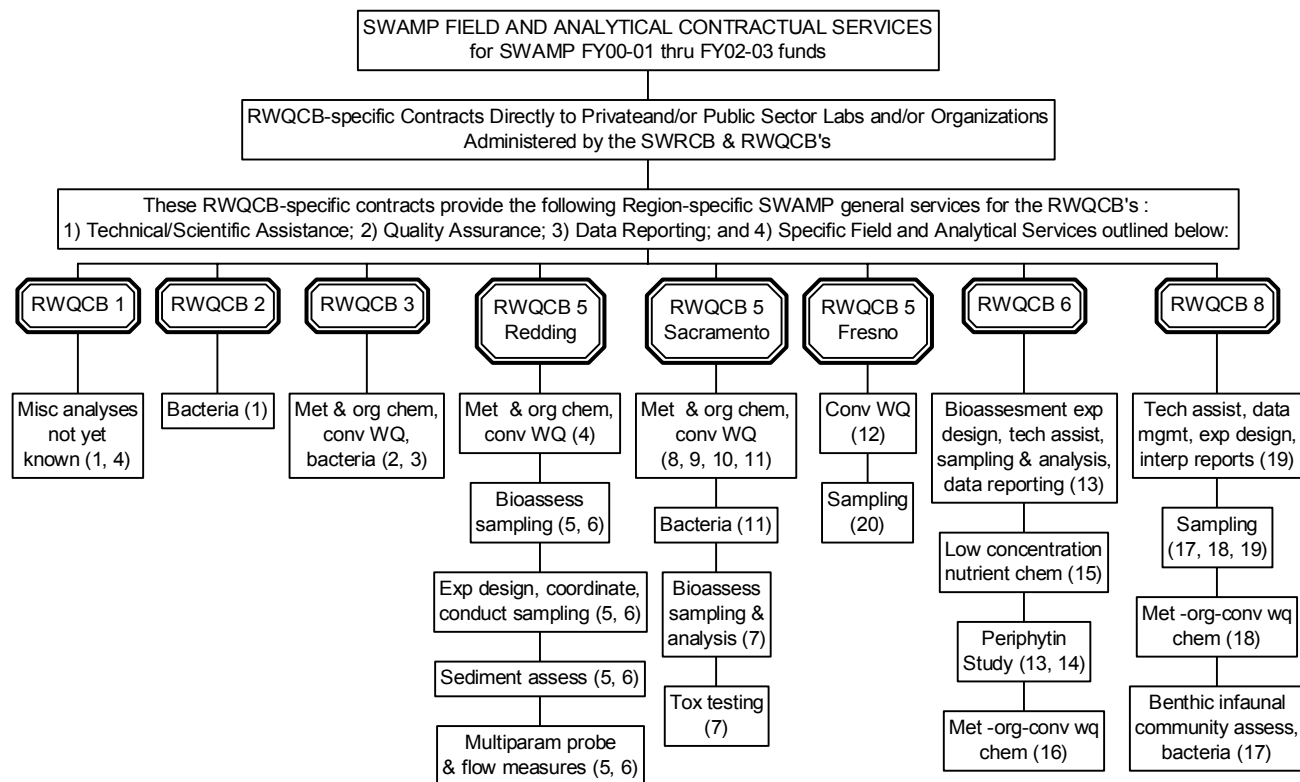 SWAMP FIELD AND ANALYTICAL CONTRACTUAL SERVICES
for SWAMP FY00-01 thru FY02-03 funds
RWQCB-specific Contracts Directly to Privateand/or Public Sector Labs and/or Organizations
Administered by the SWRCB & RWQCB's
These RWQCB-specific contracts provide the following Region-specific SWAMP general services for the RWQCB's :
1) Technical/Scientific Assistance; 2) Quality Assurance; 3) Data Reporting; and 4) Specific Field and Analytical Services outlined below:
RWQCB 1
Misc analyses
not yet
known (1, 4)
RWQCB 2
Bacteria (1)
RWQCB 3
Met & org chem,
conv WQ,
bacteria (2, 3)
RWQCB 5
Redding
Met & org chem,
conv WQ (4)
Bioassess
sampling (5, 6)
Exp design, coordinate,
conduct sampling (5, 6)
Sediment assess (5, 6)
Multiparam probe
& flow measures (5, 6)
RWQCB 5
Sacramento
Met & org chem,
conv WQ
(8, 9, 10, 11)
Bacteria (11)
Bioassess
sampling &
analysis (7)
Tox testing
(7)
RWQCB 5
Fresno
Conv WQ
(12)
Sampling
(20)
RWQCB 6
Bioassesment exp
design, tech assist,
sampling & analysis,
data reporting (13)
Low concentration
nutrient chem (15)
Periphytin
Study (13, 14)
Met -org-conv wq
chem (16)
RWQCB 8
Tech assist, data
mgmt, exp design,
interp reports (19)
Sampling
(17, 18, 19)
Met -org-conv wq
chem (18)
Benthic infaunal
community assess,
bacteria (17)